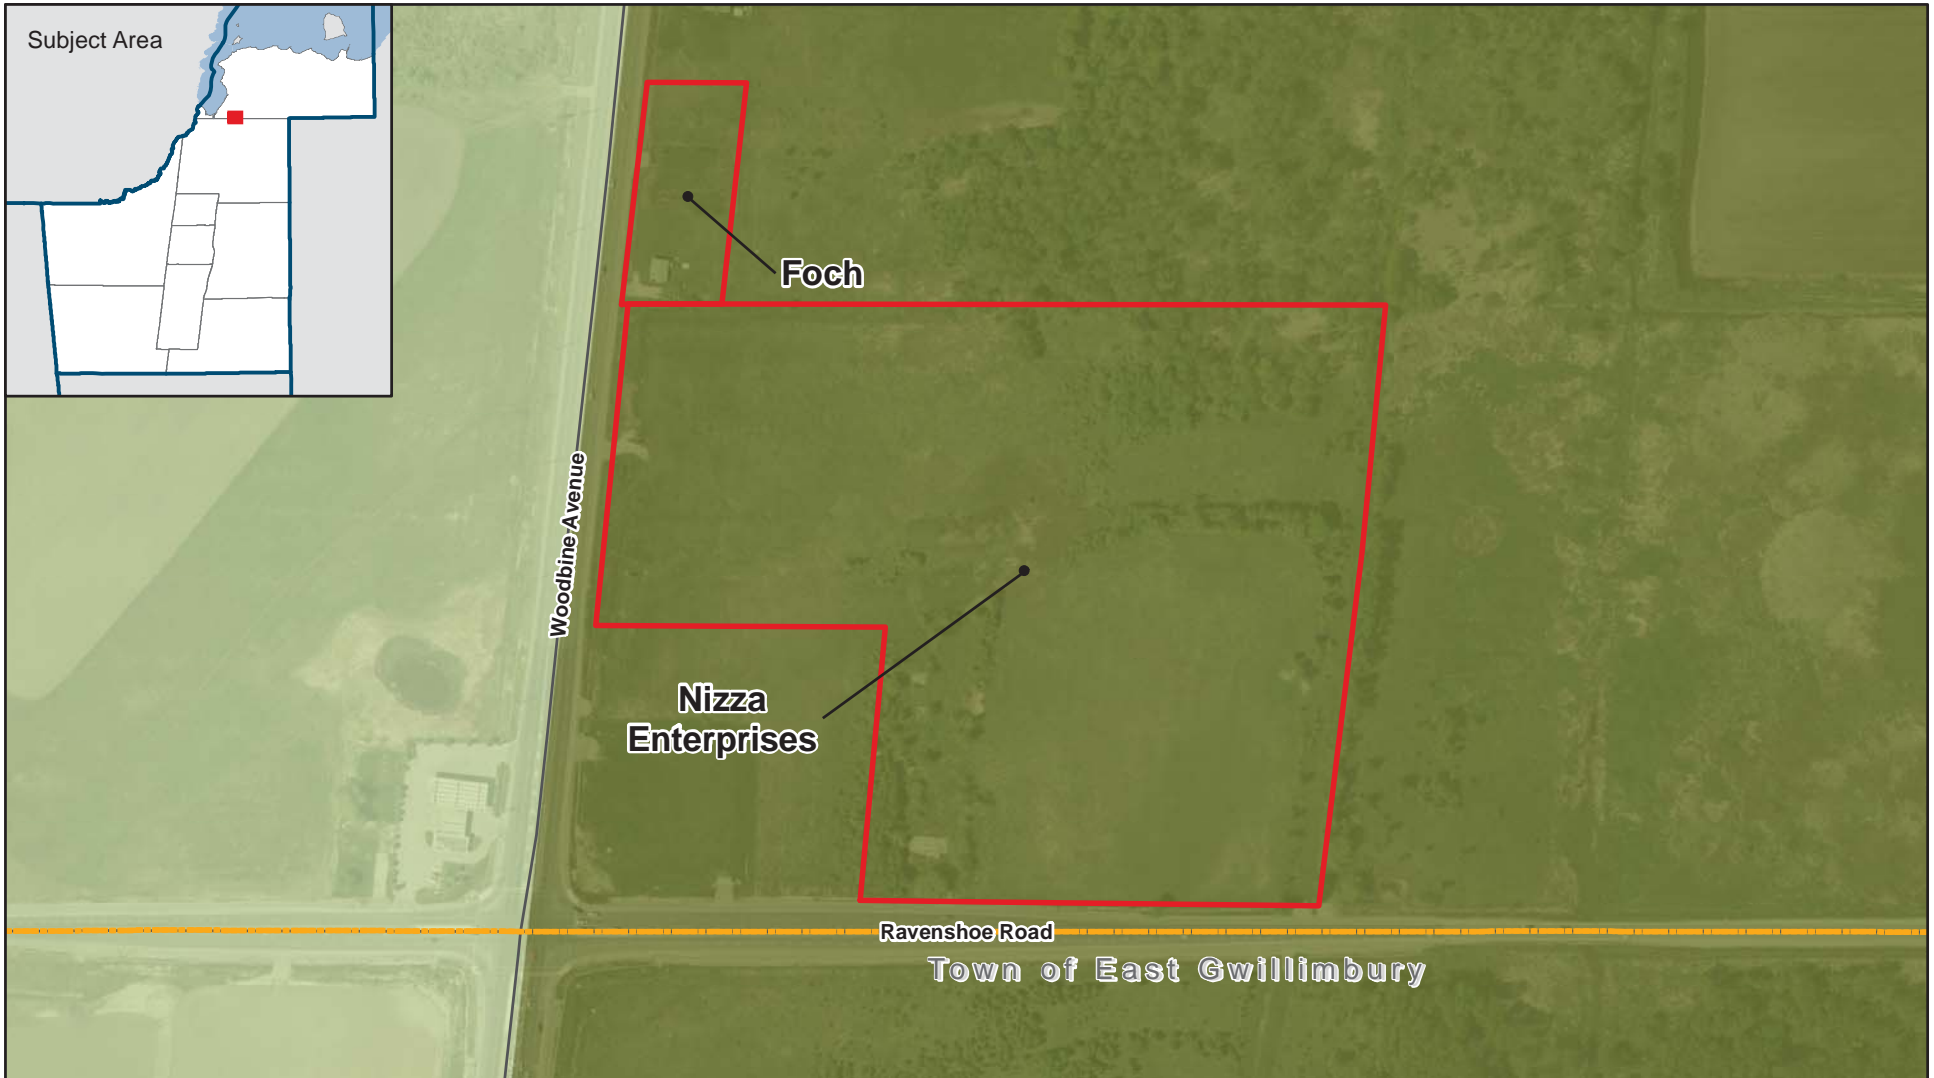 Subject Area
Foch
Woodbine Avenue
Nizza
Enterprises
Ravenshoe Road
Town of East Gwillimbury